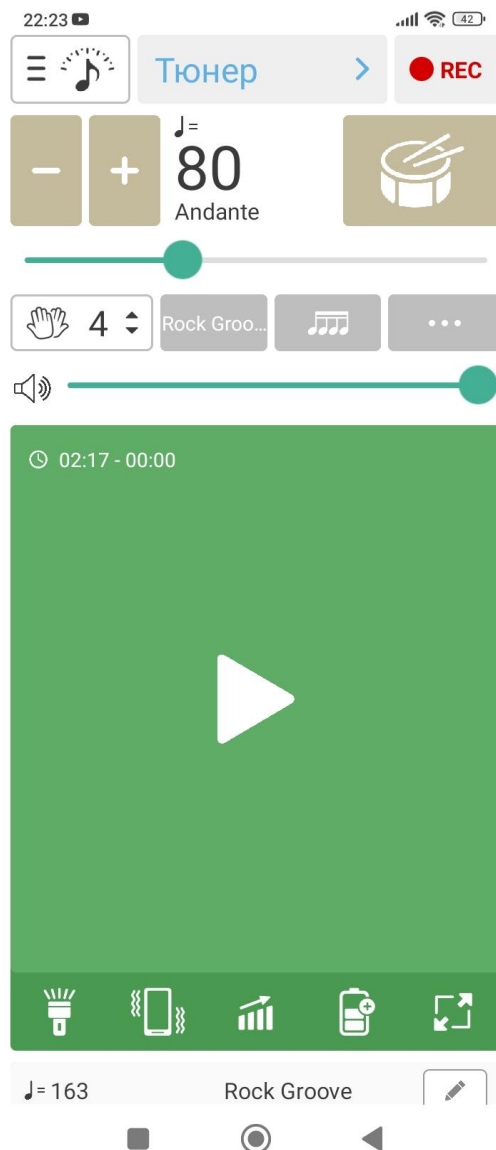 22:23 42
Тюнер
REC
♩=
80
Andante
4 Rock Groo...
02:17 - 00:00
♩= 163 Rock Groove